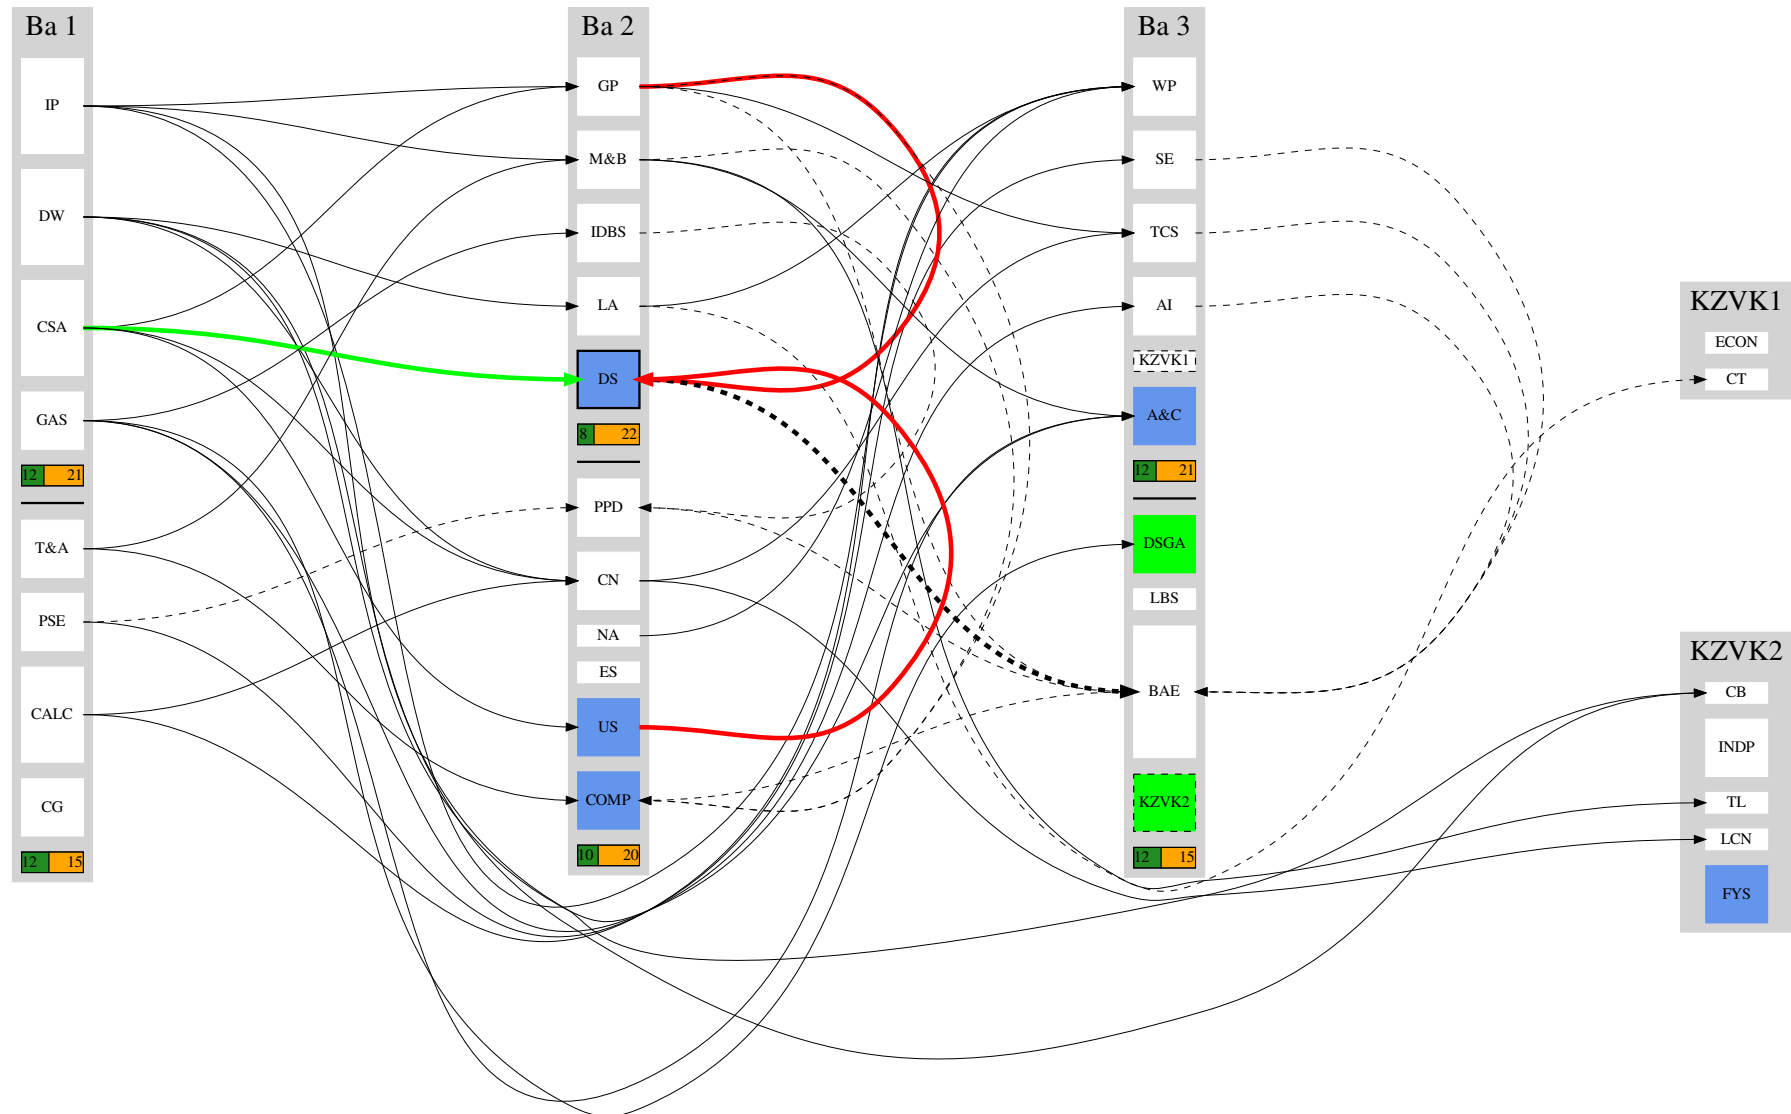 Ba 1
IP
DW
CSA
GAS
12 21
T&A
PSE
CALC
CG
12 15
Ba 2
GP
M&B
IDBS
LA
DS
8 22
PPD
CN
NA
ES
US
COMP
10 20
Ba 3
WP
SE
TCS
AI
KZVK1
A&C
12 21
DSGA
LBS
BAE
KZVK2
12 15
KZVK1
ECON
CT
KZVK2
CB
INDP
TL
LCN
FYS